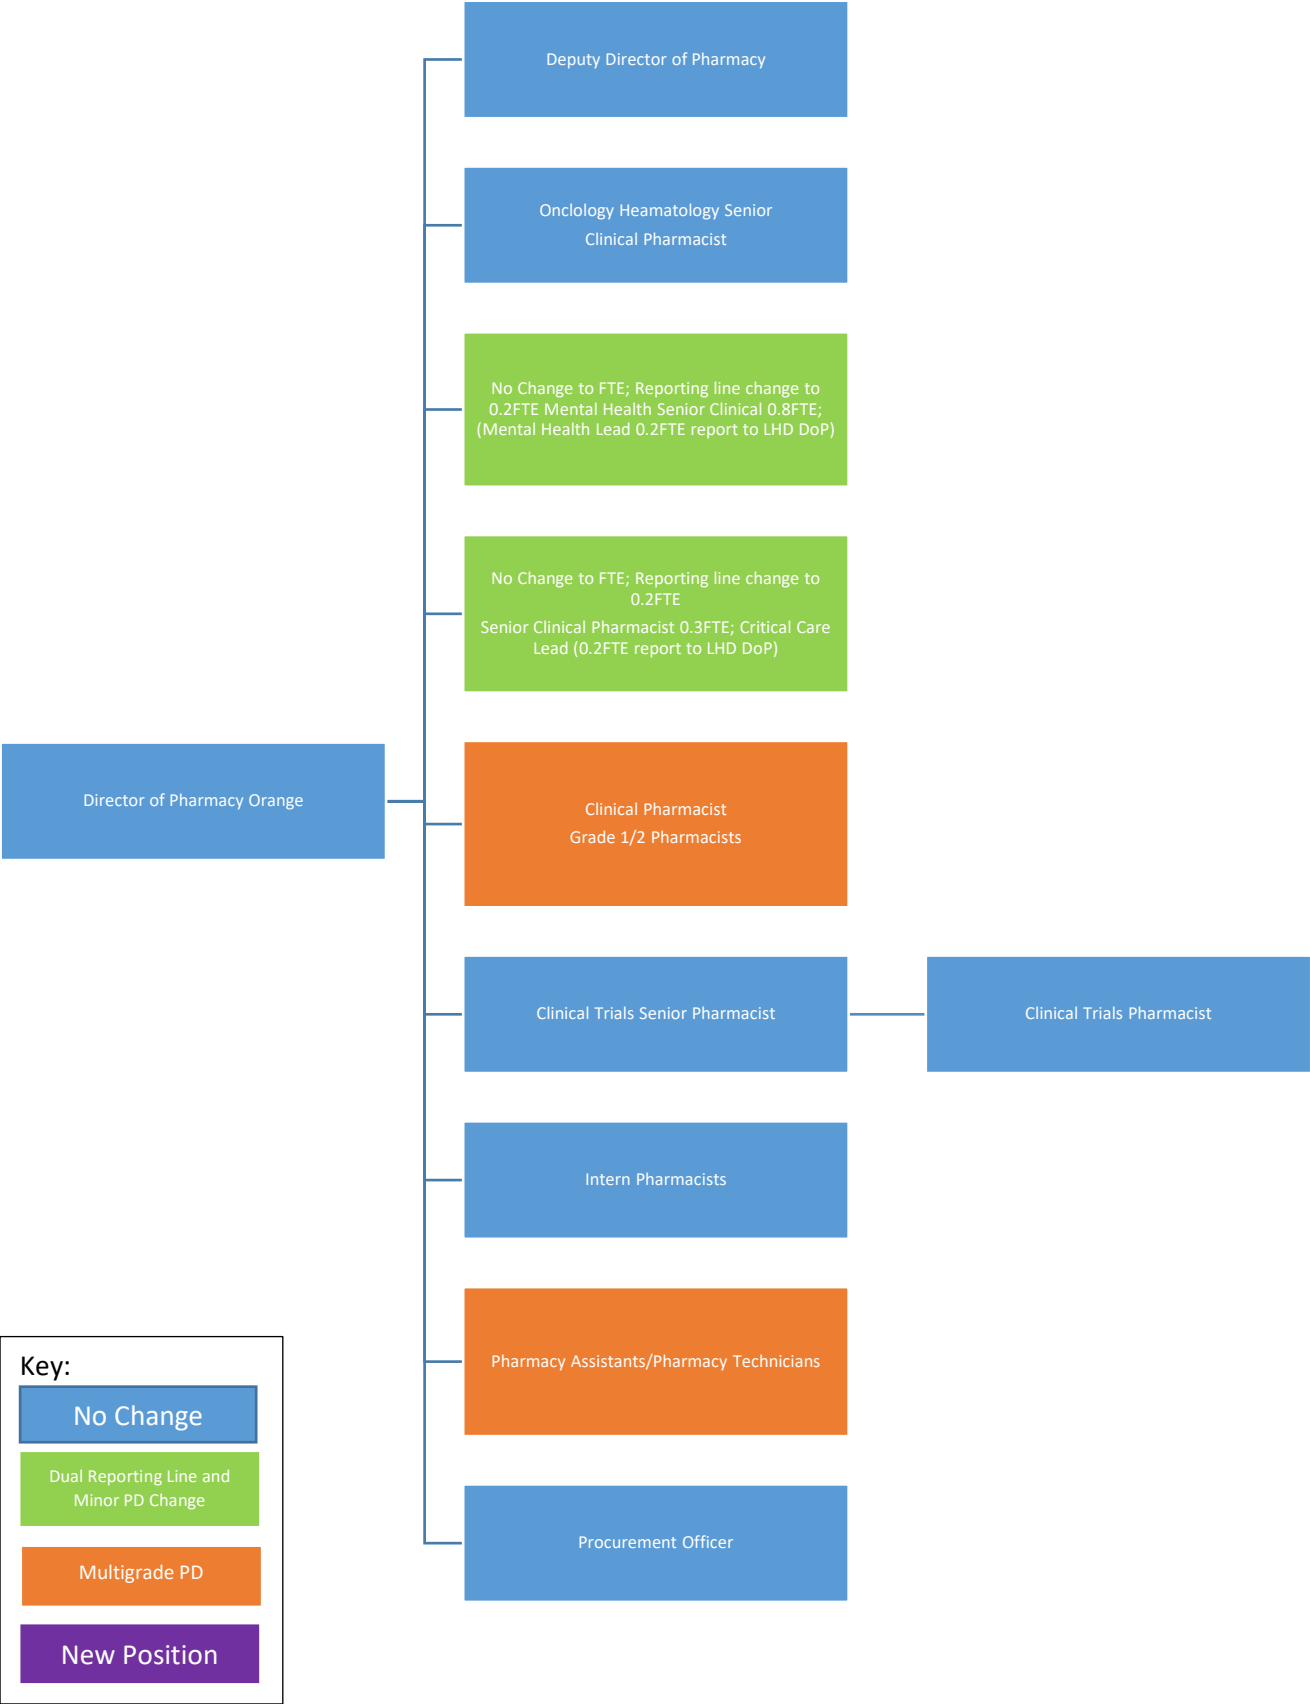 Deputy Director of Pharmacy
Onclology Heamatology Senior
Clinical Pharmacist
No Change to FTE; Reporting line change to
0.2FTE Mental Health Senior Clinical 0.8FTE;
(Mental Health Lead 0.2FTE report to LHD DoP)
No Change to FTE; Reporting line change to
0.2FTE
Senior Clinical Pharmacist 0.3FTE; Critical Care
Lead (0.2FTE report to LHD DoP)
Director of Pharmacy Orange
Clinical Pharmacist
Grade 1/2 Pharmacists
Clinical Trials Senior Pharmacist
Clinical Trials Pharmacist
Intern Pharmacists
Pharmacy Assistants/Pharmacy Technicians
Procurement Officer
Key:
No Change
Dual Reporting Line and
Minor PD Change
Multigrade PD
New Position